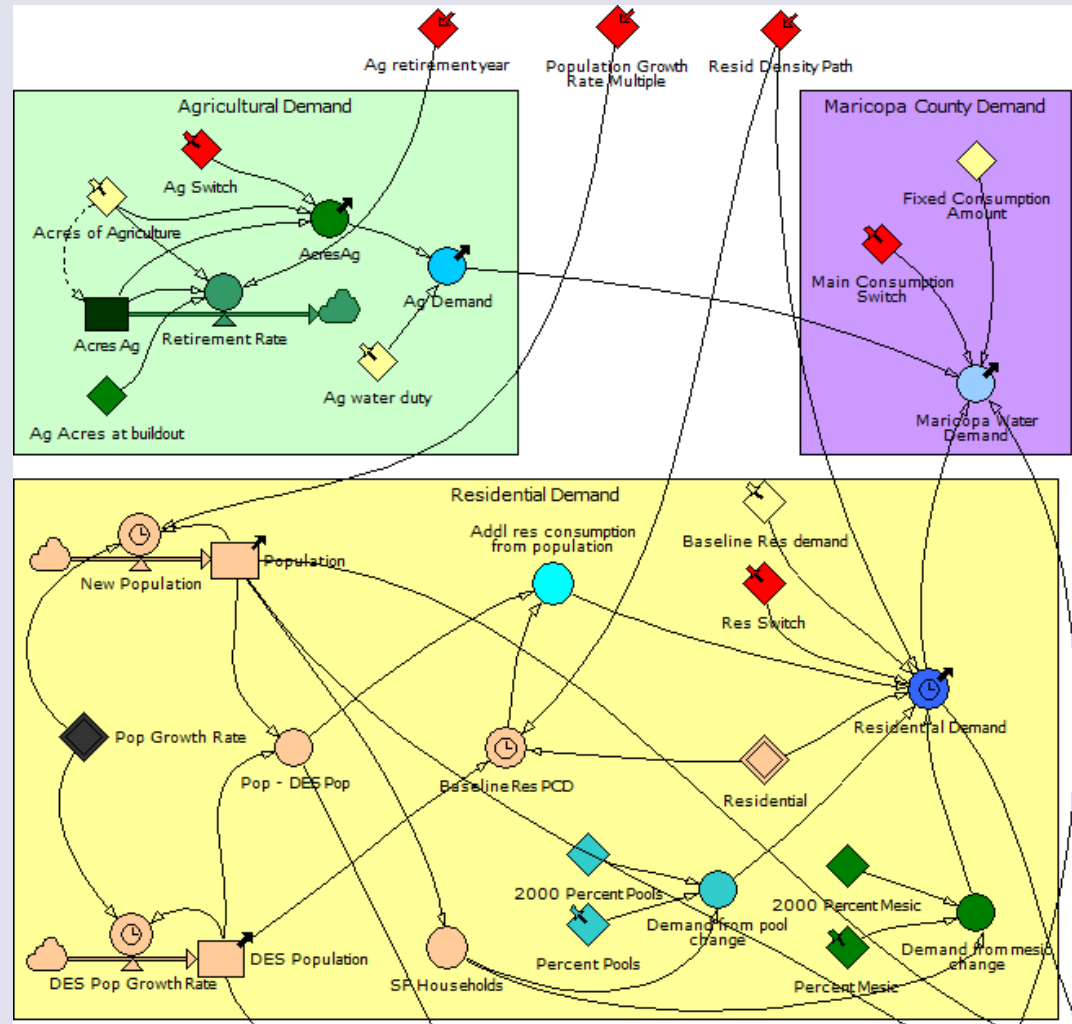 Ag retirement year
Population Growth
Rate Multiple
Resid Density Path
Agricultural Demand
Maricopa County Demand
Ag Switch
Fixed Consumption
Amount
Acres of Agriculture
AcresAg
Main Consumption
Switch
Ag Demand
Acres Ag
Retirement Rate
Ag water duty
Maricopa Water
Demand
Ag Acres at buildout
Residential Demand
Addl res consumption
from population
Baseline Res demand
Population
New Population
Res Switch
Residential Demand
Pop Growth Rate
Pop - DES Pop
Baseline Res PCD
Residential
2000 Percent Pools
2000 Percent Mesic
Demand from pool
change
Demand from mesic
change
DES Population
Percent Pools
DES Pop Growth Rate
SF Households
Percent Mesic